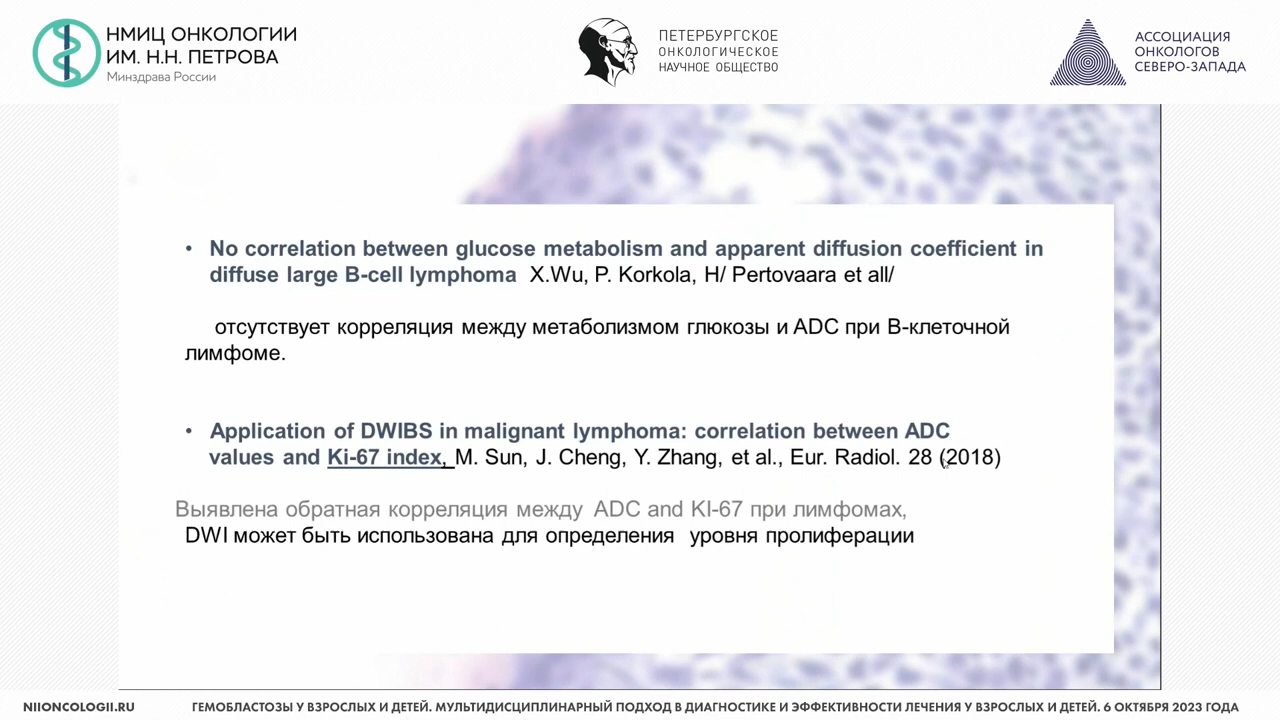 НМИЦ ОНКОЛОГИИ
ИМ. Н.Н. ПЕТРОВА
Минздрава России
ПЕТЕРБУРГСКОЕ
ОНКОЛОГИЧЕСКОЕ
НАУЧНОЕ ОБЩЕСТВО
АССОЦИАЦИЯ
ОНКОЛОГОВ
СЕВЕРО-ЗАПАДА
• No correlation between glucose metabolism and apparent diffusion coefficient in
diffuse large B-cell lymphoma X.Wu, P. Korkola, H/ Pertovaara et all/
отсутствует корреляция между метаболизмом глюкозы и ADC при В-клеточной
лимфоме.
• Application of DWIBS in malignant lymphoma: correlation between ADC
values and Ki-67 index, M. Sun, J. Cheng, Y. Zhang, et al., Eur. Radiol. 28 (2018)
Выявлена обратная корреляция между ADC and KI-67 при лимфомах,
DWI может быть использована для определения уровня пролиферации
NIIONCOLOGII.RU
ГЕМОБЛАСТОЗЫ У ВЗРОСЛЫХ И ДЕТЕЙ. МУЛЬТИДИСЦИПЛИНАРНЫЙ ПОДХОД В ДИАГНОСТИКЕ И ЭФФЕКТИВНОСТИ ЛЕЧЕНИЯ У ВЗРОСЛЫХ И ДЕТЕЙ. 6 ОКТЯБРЯ 2023 ГОДА